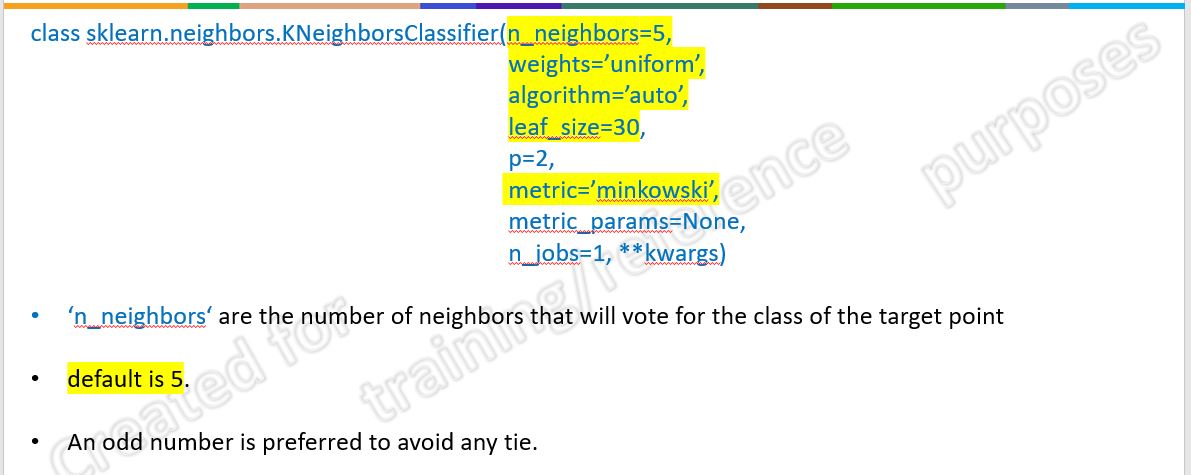 class sklearn.neighbors.KNeighborsClassifier(n_neighbors=5,
weights=’uniform’,
algorithm=’auto’,
leaf_size=30,
p=2,
metric=’minkowski’,
metric_params=None,
n_jobs=1, **kwargs)
• ‘n_neighbors‘ are the number of neighbors that will vote for the class of the target point
• default is 5.
• An odd number is preferred to avoid any tie.
Created for training/reference purposes